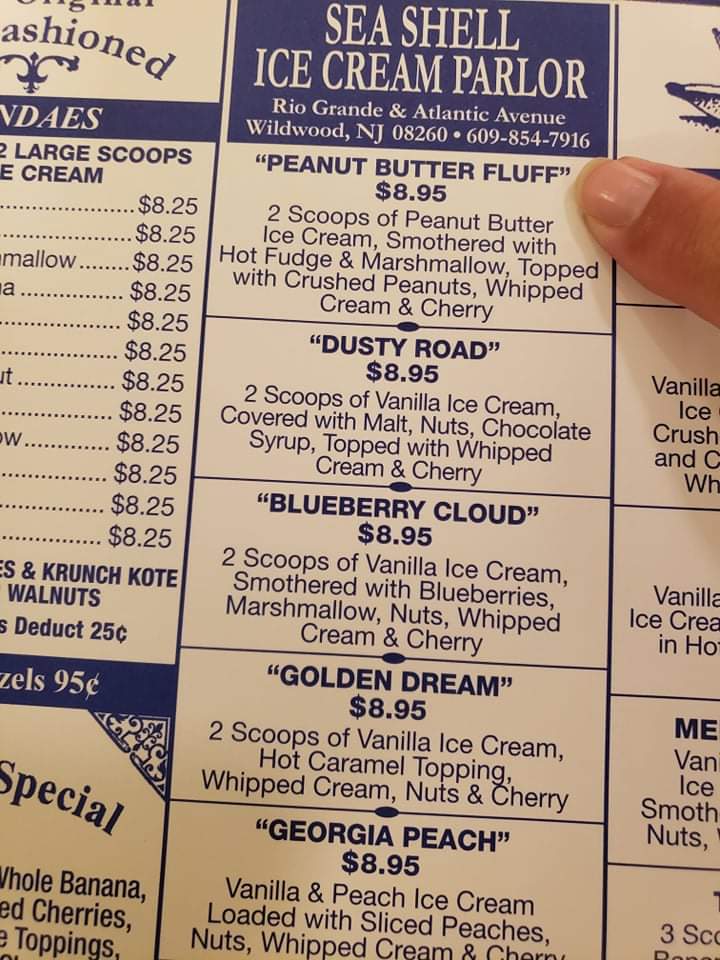 ashioned
NDAES
2 LARGE SCOOPS
E CREAM
....................$8.25
....................$8.25
........$8.25
................ $8.25
.................... $8.25
.................... $8.25
................ $8.25
.................... $8.25
............. $8.25
.................... $8.25
.................... $8.25
.................... $8.25
& KRUNCH KOTE
WALNUTS
s Deduct 25¢
95¢
Special
Whole Banana,
ed Cherries,
e Toppings,
SEA SHELL
ICE CREAM PARLOR
Rio Grande & Atlantic Avenue
Wildwood, NJ 08260 • 609-854-7916
“PEANUT BUTTER FLUFF”
$8.95
2 Scoops of Peanut Butter
Ice Cream, Smothered with
Hot Fudge & Marshmallow, Topped
with Crushed Peanuts, Whipped
Cream & Cherry
“DUSTY ROAD”
$8.95
2 Scoops of Vanilla Ice Cream,
Covered with Malt, Nuts, Chocolate
Syrup, Topped with Whipped
Cream & Cherry
“BLUEBERRY CLOUD”
$8.95
2 Scoops of Vanilla Ice Cream,
Smothered with Blueberries,
Marshmallow, Nuts, Whipped
Cream & Cherry
“GOLDEN DREAM”
$8.95
2 Scoops of Vanilla Ice Cream,
Hot Caramel Topping,
Whipped Cream, Nuts & Cherry
“GEORGIA PEACH”
$8.95
Vanilla & Peach Ice Cream
Loaded with Sliced Peaches,
Nuts, Whipped Cream & Cherry
Vanilla
Ice
Crush
and C
Wh
Vanilla
Ice Crea
in Ho
ME
Van
Ice
Smoth
Nuts,
3 Sco